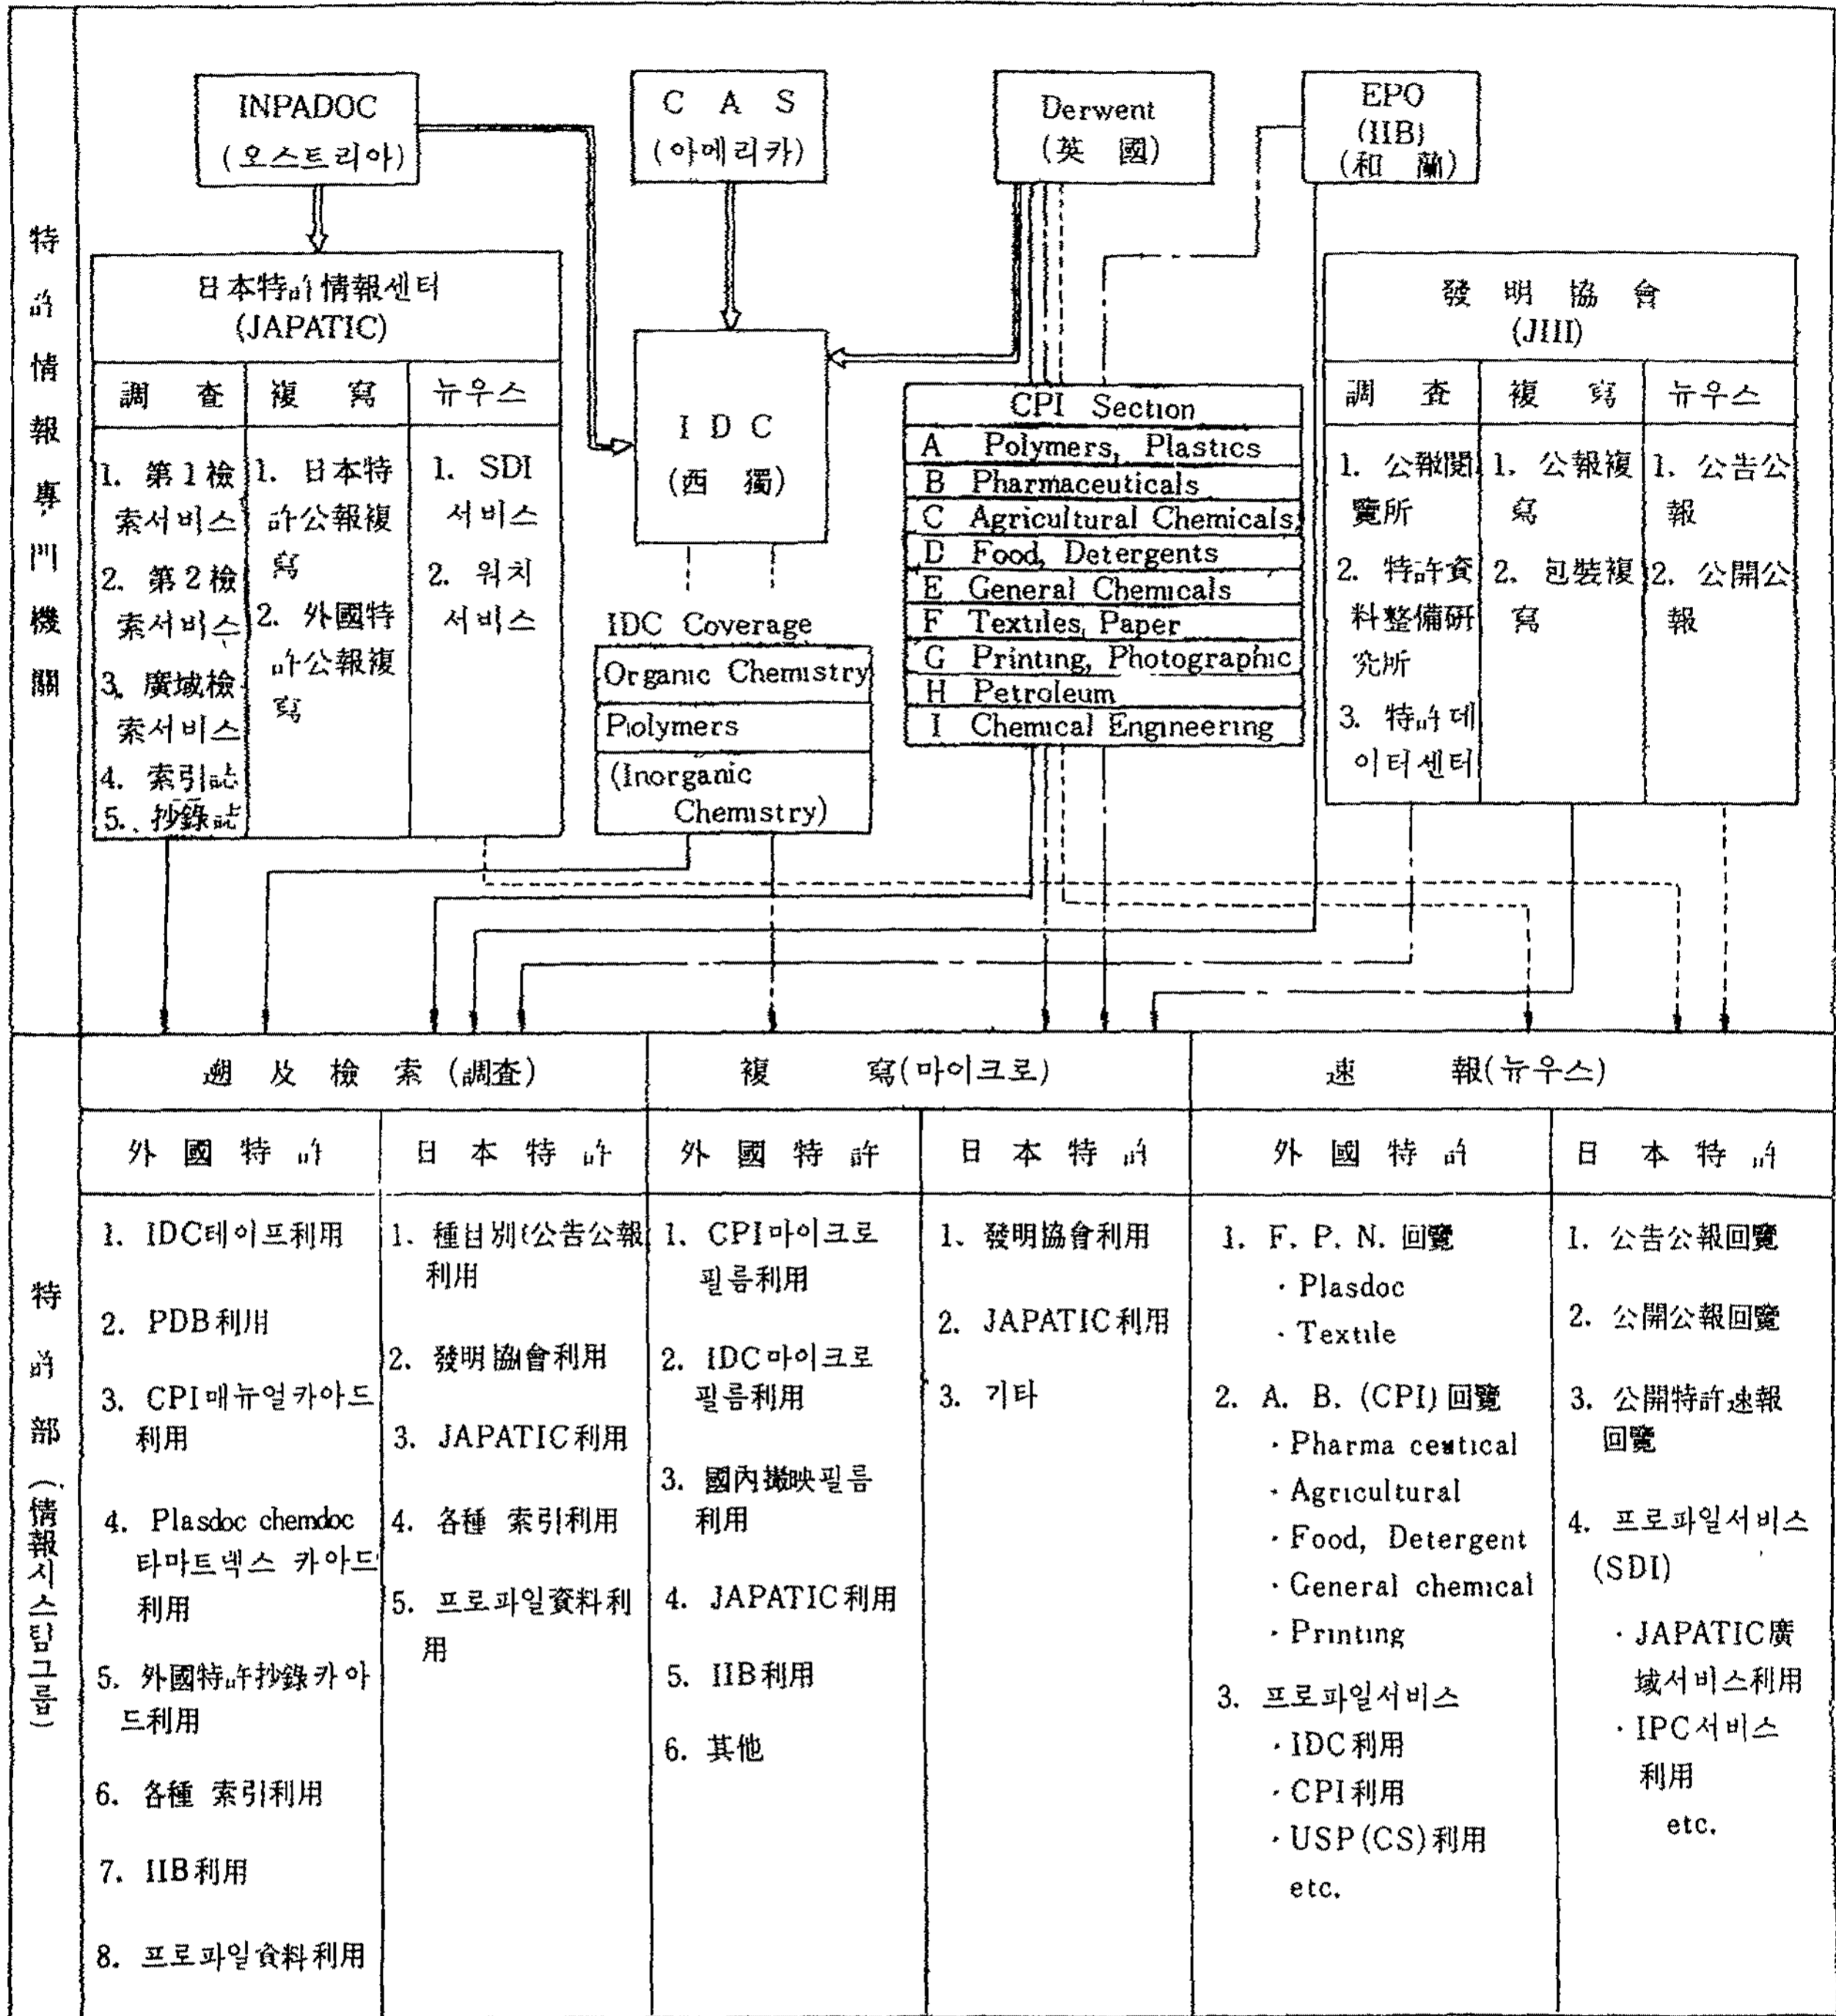 特許情報專門機關
INPADOC
(오스트리아)
C A S
(아메리카)
Derwent
(英 國)
EPO
(IIB)
(和 蘭)
日本特許情報센터
(JAPATIC)
調 査
複 寫
뉴우스
1. 第1檢
索서비스
2. 第2檢
索서비스
3. 廣域檢
索서비스
4. 索引誌
5. 抄錄誌
1. 日本特
許公報複
寫
2. 外國特
許公報複
寫
1. SDI
서비스
2. 워치
서비스
I D C
(西 獨)
IDC Coverage
Organic Chemistry
Polymers
(Inorganic
Chemistry)
CPI Section
A Polymers, Plastics
B Pharmaceuticals
C Agricultural Chemicals,
D Food, Detergents
E General Chemicals
F Textiles, Paper
G Printing, Photographic
H Petroleum
I Chemical Engineering
發 明 協 會
(JIII)
調 査
複 寫
뉴우스
1. 公報閱
覽所
2. 特許資
料整備硏
究所
3. 特許데
이터센터
1. 公報複
寫
2. 包裝複
寫
1. 公告公
報
2. 公開公
報
特許部(情報시스팀그룹)
遡 及 檢 索 (調査)
複 寫(마이크로)
速 報(뉴우스)
外 國 特 許
日 本 特 許
外 國 特 許
日 本 特 許
外 國 特 許
日 本 特 許
1. IDC테이프利用
2. PDB利用
3. CPI매뉴얼카아드
利用
4. Plasdoc chemdoc
타마트넥스 카아드
利用
5. 外國特許抄錄카아
드利用
6. 各種 索引利用
7. IIB利用
8. 프로파일資料利用
1. 種目別(公告公報
利用
2. 發明協會利用
3. JAPATIC利用
4. 各種 索引利用
5. 프로파일資料利
用
1. CPI마이크로
필름利用
2. IDC마이크로
필름利用
3. 國內撮映필름
利用
4. JAPATIC利用
5. IIB利用
6. 其他
1. 發明協會利用
2. JAPATIC利用
3. 기타
1. F. P. N. 回覽
· Plasdoc
· Textile
2. A. B. (CPI) 回覽
· Pharma ceutical
· Agricultural
· Food, Detergent
· General chemical
· Printing
3. 프로파일서비스
· IDC利用
· CPI利用
· USP(CS)利用
etc.
1. 公告公報回覽
2. 公開公報回覽
3. 公開特許速報
回覽
4. 프로파일서비스
(SDI)
· JAPATIC廣
域서비스利用
· IPC서비스
利用
etc.